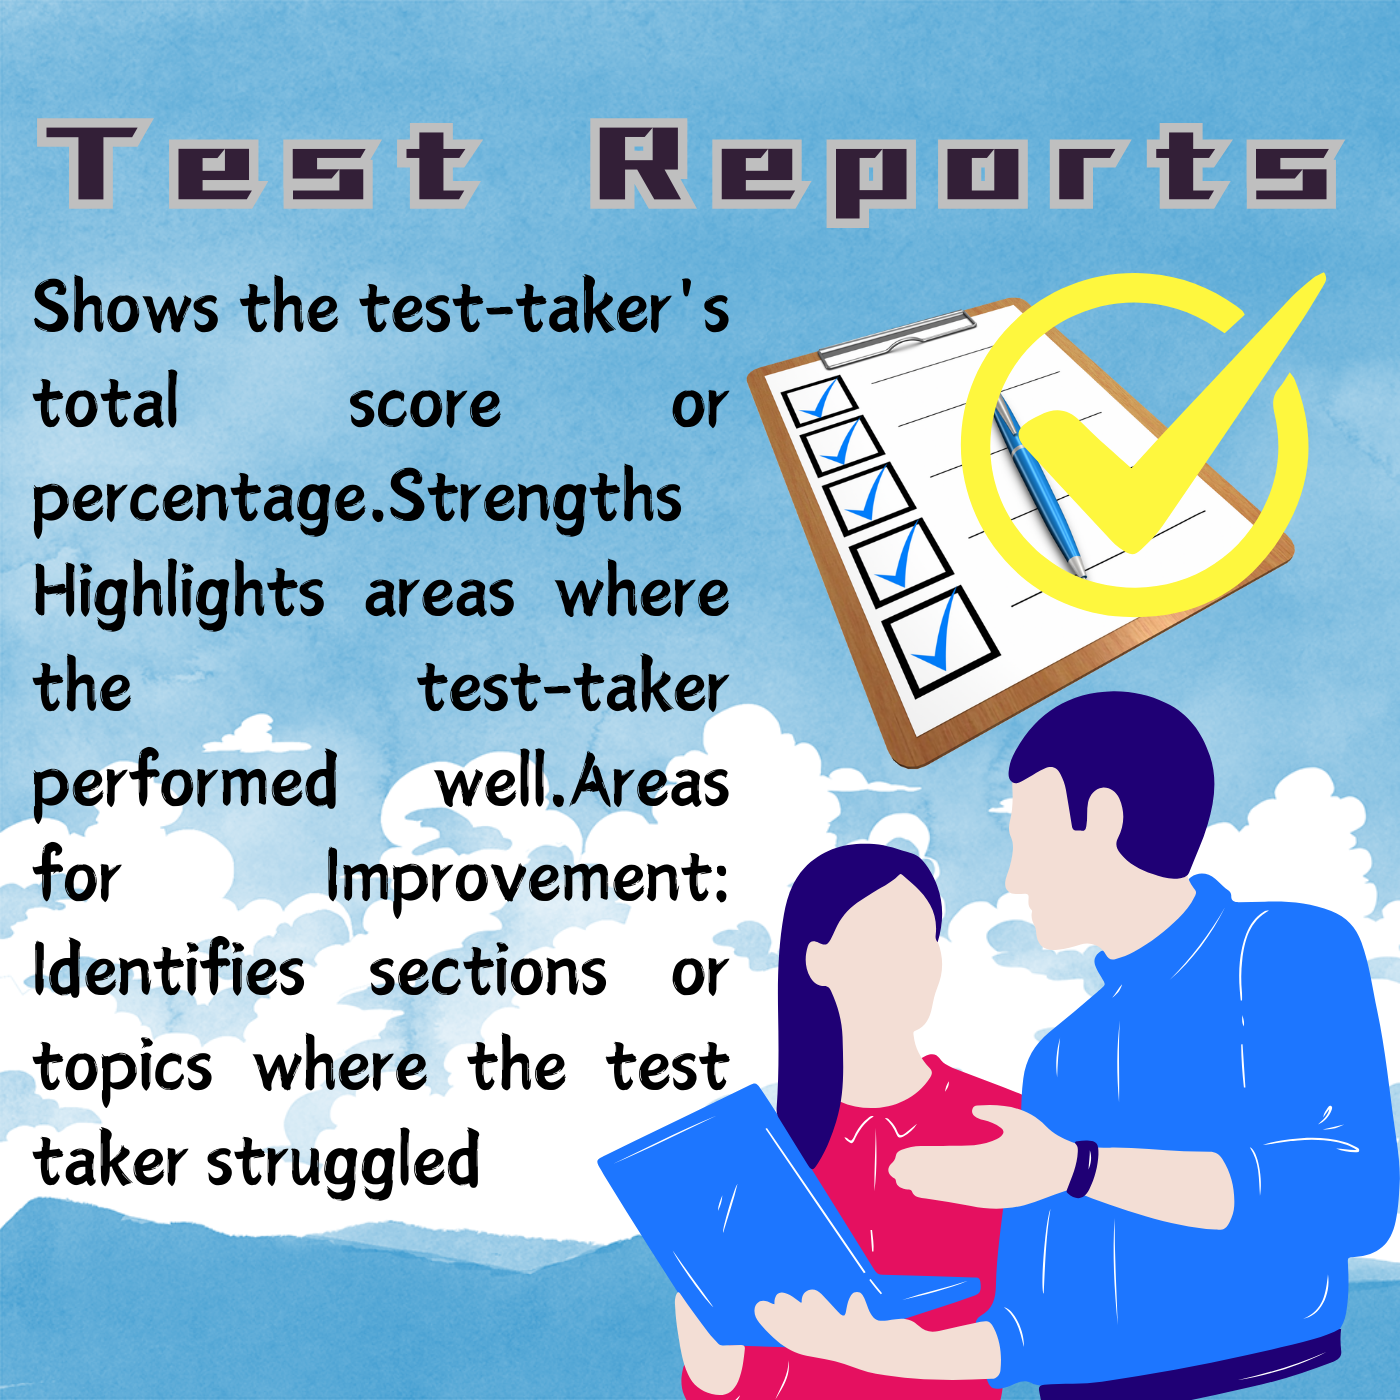 Test Reports
Shows the test-taker's
total score or
percentage.Strengths
Highlights areas where
the test-taker
performed well.Areas
for Improvement:
Identifies sections or
topics where the test
taker struggled